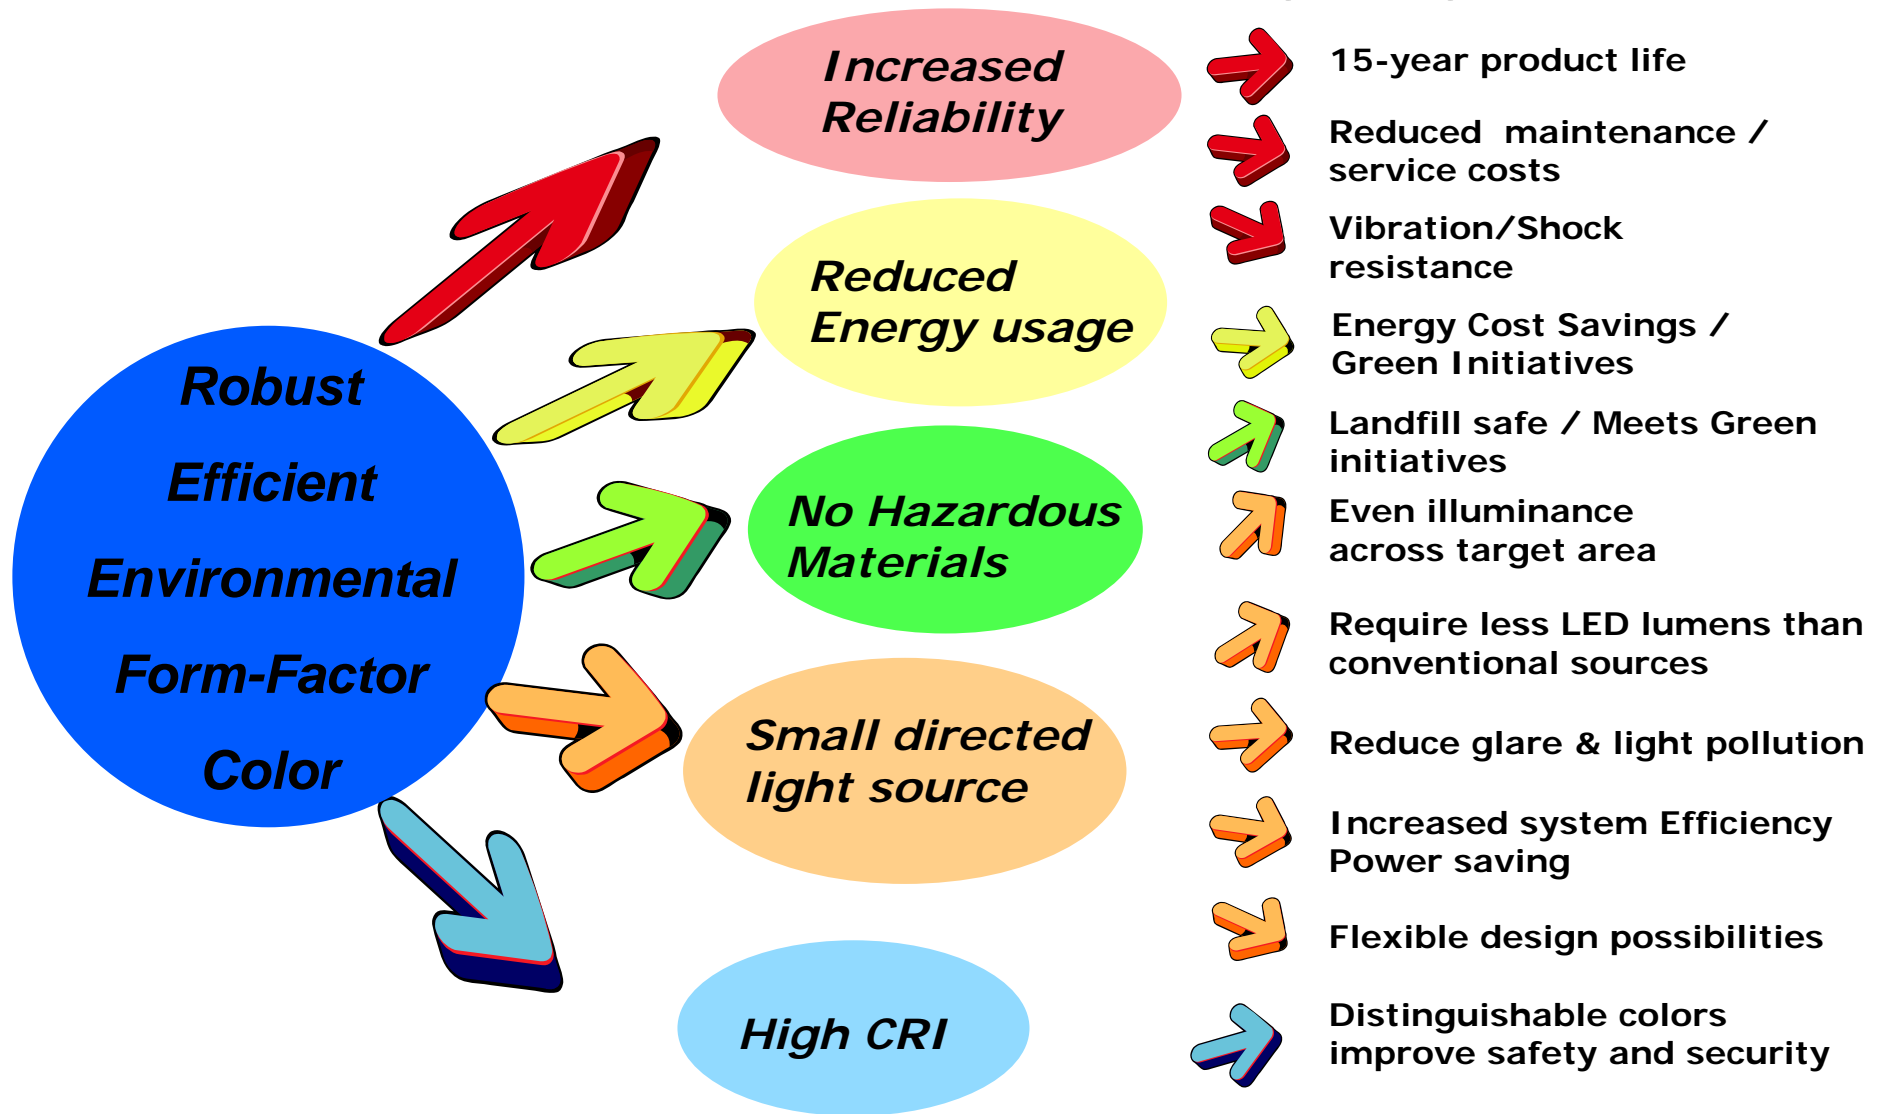 Robust
Efficient
Environmental
Form-Factor
Color
Increased
Reliability
Reduced
Energy usage
No Hazardous
Materials
Small directed
light source
High CRI
15-year product life
Reduced maintenance /
service costs
Vibration/Shock
resistance
Energy Cost Savings /
Green Initiatives
Landfill safe / Meets Green
initiatives
Even illuminance
across target area
Require less LED lumens than
conventional sources
Reduce glare & light pollution
Increased system Efficiency
Power saving
Flexible design possibilities
Distinguishable colors
improve safety and security